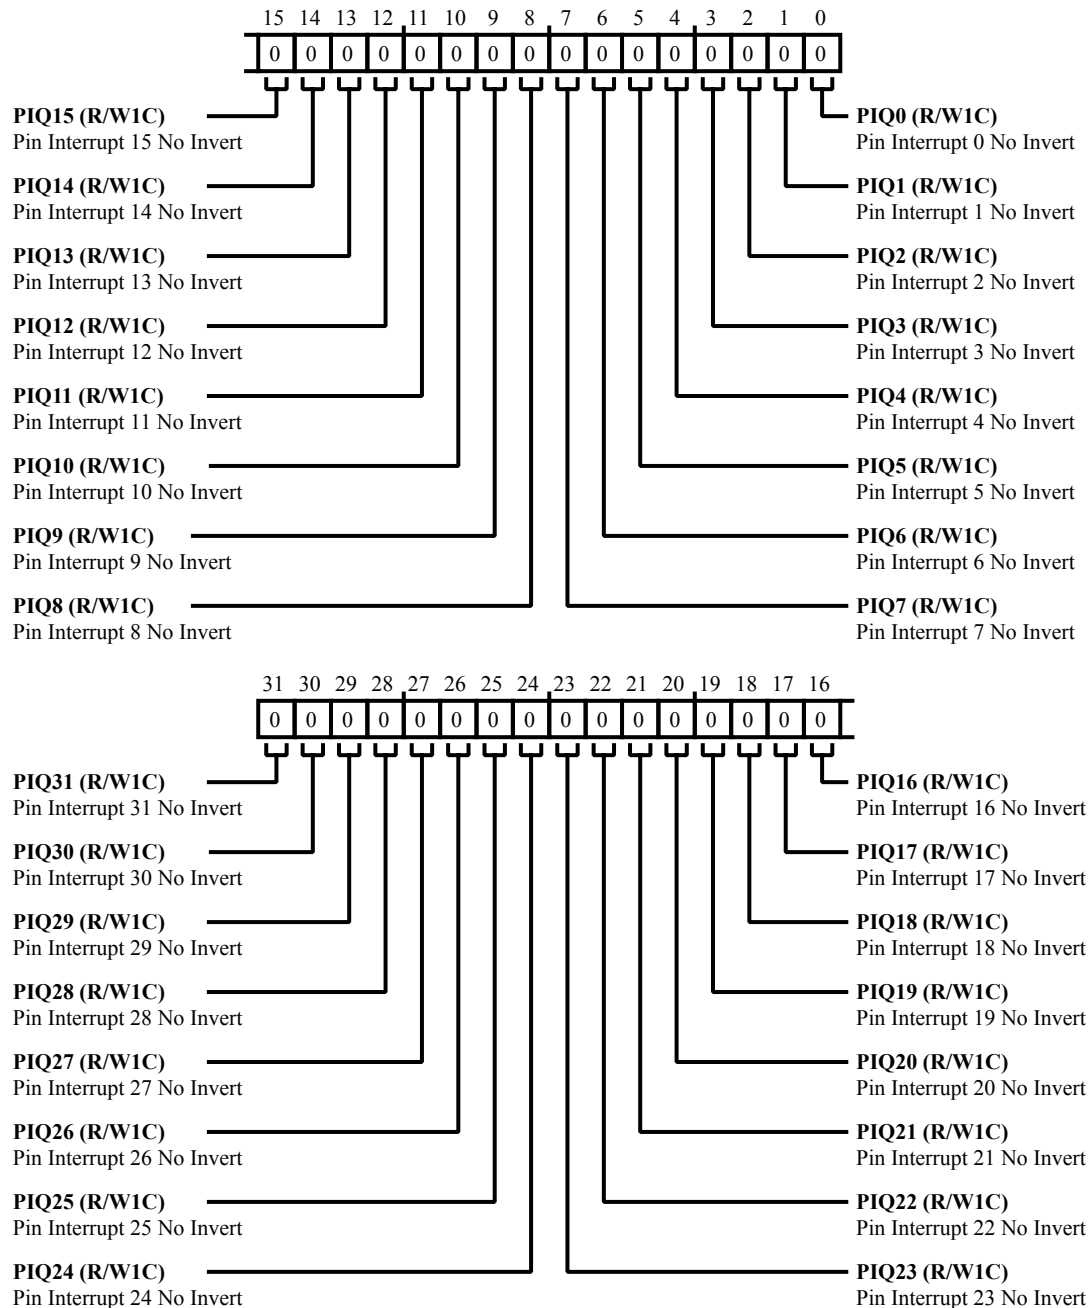 15 14 13 12 11 10 9 8 7 6 5 4 3 2 1 0
0 0 0 0 0 0 0 0 0 0 0 0 0 0 0 0
PIQ15 (R/W1C)
Pin Interrupt 15 No Invert
PIQ14 (R/W1C)
Pin Interrupt 14 No Invert
PIQ13 (R/W1C)
Pin Interrupt 13 No Invert
PIQ12 (R/W1C)
Pin Interrupt 12 No Invert
PIQ11 (R/W1C)
Pin Interrupt 11 No Invert
PIQ10 (R/W1C)
Pin Interrupt 10 No Invert
PIQ9 (R/W1C)
Pin Interrupt 9 No Invert
PIQ8 (R/W1C)
Pin Interrupt 8 No Invert
PIQ0 (R/W1C)
Pin Interrupt 0 No Invert
PIQ1 (R/W1C)
Pin Interrupt 1 No Invert
PIQ2 (R/W1C)
Pin Interrupt 2 No Invert
PIQ3 (R/W1C)
Pin Interrupt 3 No Invert
PIQ4 (R/W1C)
Pin Interrupt 4 No Invert
PIQ5 (R/W1C)
Pin Interrupt 5 No Invert
PIQ6 (R/W1C)
Pin Interrupt 6 No Invert
PIQ7 (R/W1C)
Pin Interrupt 7 No Invert
31 30 29 28 27 26 25 24 23 22 21 20 19 18 17 16
0 0 0 0 0 0 0 0 0 0 0 0 0 0 0 0
PIQ31 (R/W1C)
Pin Interrupt 31 No Invert
PIQ30 (R/W1C)
Pin Interrupt 30 No Invert
PIQ29 (R/W1C)
Pin Interrupt 29 No Invert
PIQ28 (R/W1C)
Pin Interrupt 28 No Invert
PIQ27 (R/W1C)
Pin Interrupt 27 No Invert
PIQ26 (R/W1C)
Pin Interrupt 26 No Invert
PIQ25 (R/W1C)
Pin Interrupt 25 No Invert
PIQ24 (R/W1C)
Pin Interrupt 24 No Invert
PIQ16 (R/W1C)
Pin Interrupt 16 No Invert
PIQ17 (R/W1C)
Pin Interrupt 17 No Invert
PIQ18 (R/W1C)
Pin Interrupt 18 No Invert
PIQ19 (R/W1C)
Pin Interrupt 19 No Invert
PIQ20 (R/W1C)
Pin Interrupt 20 No Invert
PIQ21 (R/W1C)
Pin Interrupt 21 No Invert
PIQ22 (R/W1C)
Pin Interrupt 22 No Invert
PIQ23 (R/W1C)
Pin Interrupt 23 No Invert